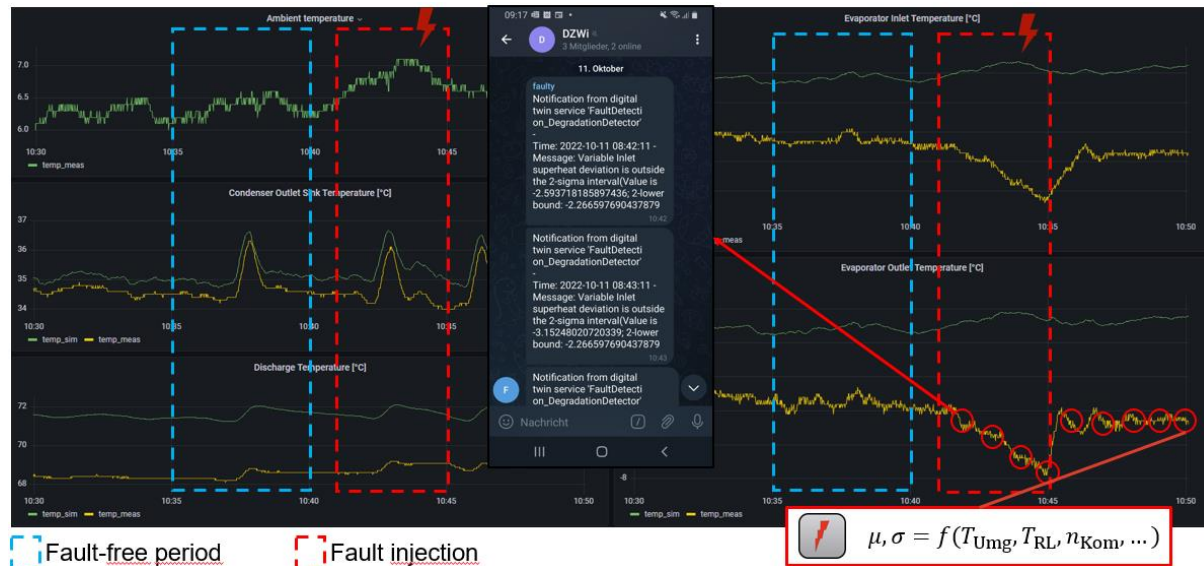 Ambient temperature
7.0
6.5
6.0
10:30
10:35
10:40
10:45
temp_meas
Condenser Outlet Sink Temperature [°C]
37
36
35
34
10:30
10:35
10:40
10:45
temp_sim temp_meas
Discharge Temperature [°C]
72
70
68
10:30
10:35
10:40
10:45
10:50
temp_sim temp_meas
09:17
D
DZWi
3 Mitglieder, 2 online
11. Oktober
faulty
Notification from digital
twin service 'FaultDetecti
on_DegradationDetector'
-
Time: 2022-10-11 08:42:11 -
Message: Variable Inlet
superheat deviation is outside
the 2-sigma interval(Value is
-2.593718185897436; 2-lower
bound: -2.266597690437879
10:42
Notification from digital
twin service 'FaultDetecti
on_DegradationDetector'
-
Time: 2022-10-11 08:43:11 -
Message: Variable Inlet
superheat deviation is outside
the 2-sigma interval(Value is
-3.15248020720339; 2-lower
bound: -2.266597690437879
10:43
Notification from digital
twin service 'FaultDetecti
on_DegradationDetector'
F
Nachricht
Evaporator Inlet Temperature [°C]
10:35
10:40
10:45
10:50
meas
Evaporator Outlet Temperature [°C]
-8
10:30
10:35
10:40
10:45
10:50
temp_sim temp_meas
μ, σ = f(T_Umg, T_RL, n_Kom, … )
Fault-free period
Fault injection